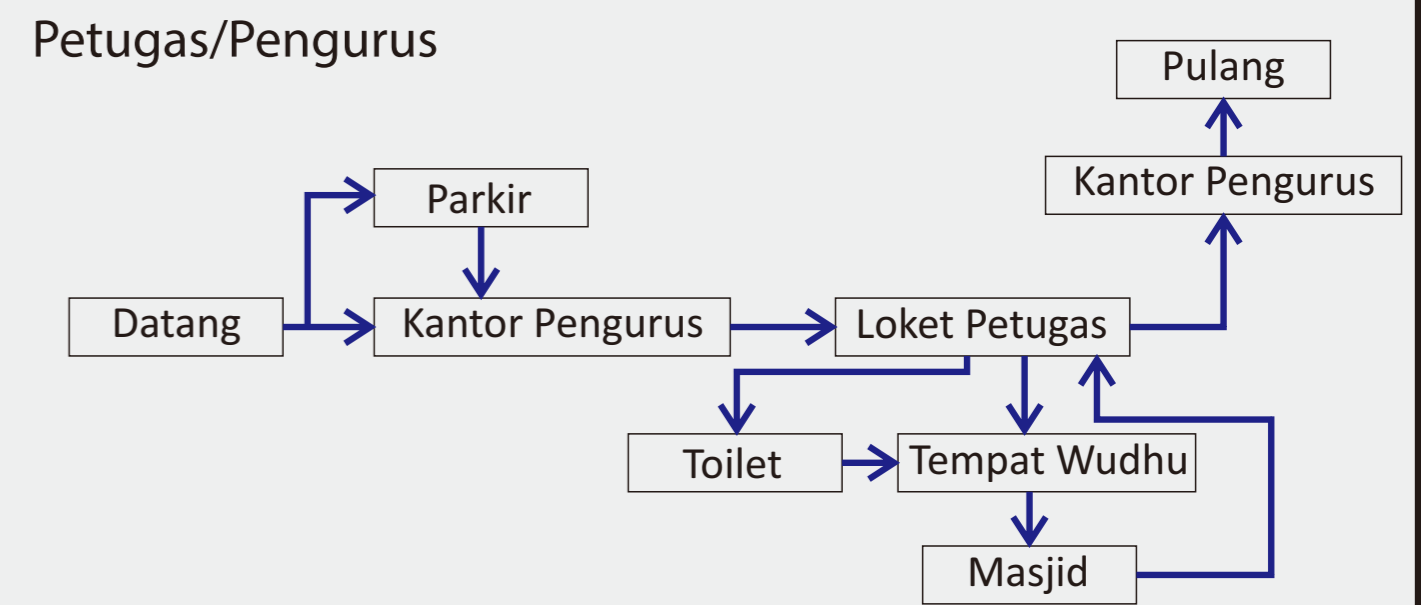 Petugas/Pengurus
Pulang
Kantor Pengurus
Parkir
Datang
Kantor Pengurus
Loket Petugas
Toilet
Tempat Wudhu
Masjid